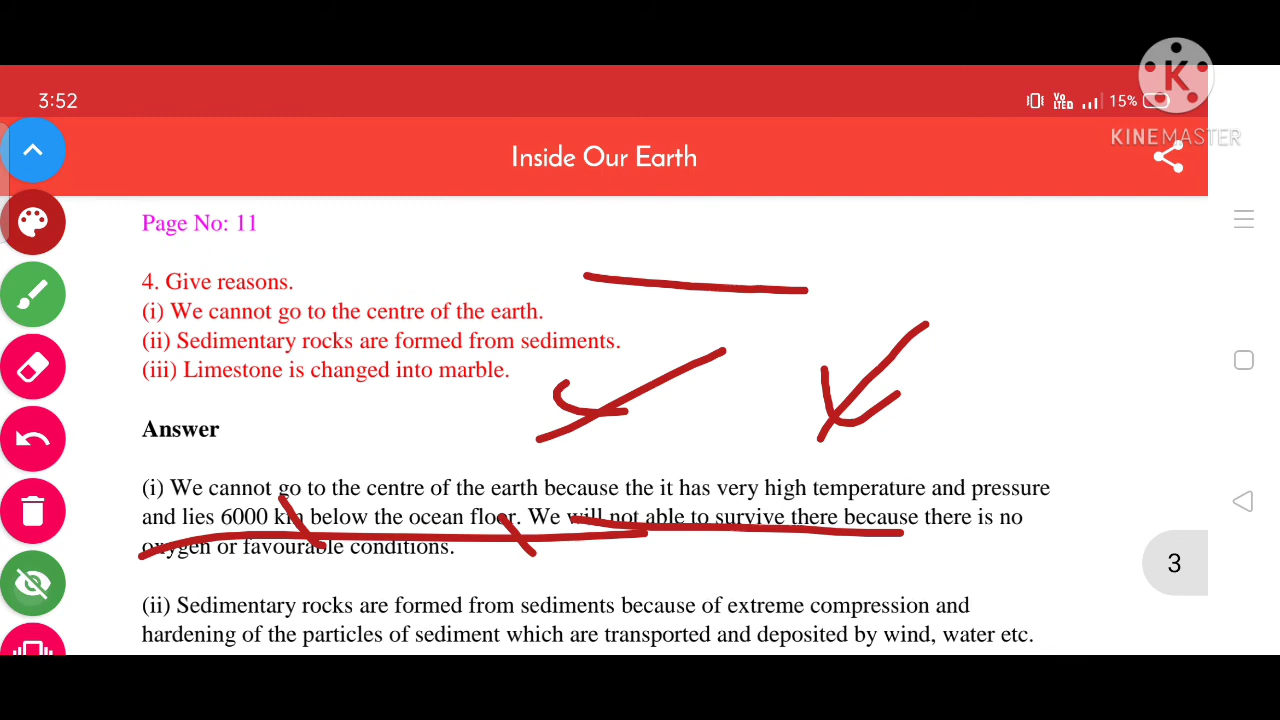 3:52
Vo LTED 15%
K
KINEMASTER
Inside Our Earth
Page No: 11
4. Give reasons.
(i) We cannot go to the centre of the earth.
(ii) Sedimentary rocks are formed from sediments.
(iii) Limestone is changed into marble.
Answer
(i) We cannot go to the centre of the earth because the it has very high temperature and pressure
and lies 6000 km below the ocean floor. We will not able to survive there because there is no
oxygen or favourable conditions.
3
(ii) Sedimentary rocks are formed from sediments because of extreme compression and
hardening of the particles of sediment which are transported and deposited by wind, water etc.